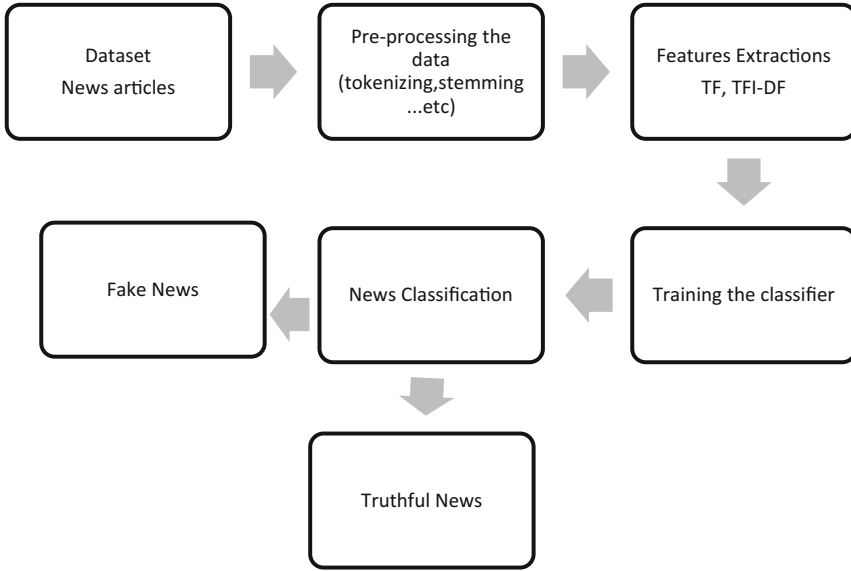 Dataset
News articles
Pre-processing the
data
(tokenizing,stemming
...etc)
Features Extractions
TF, TFI-DF
Fake News
News Classification
Training the classifier
Truthful News